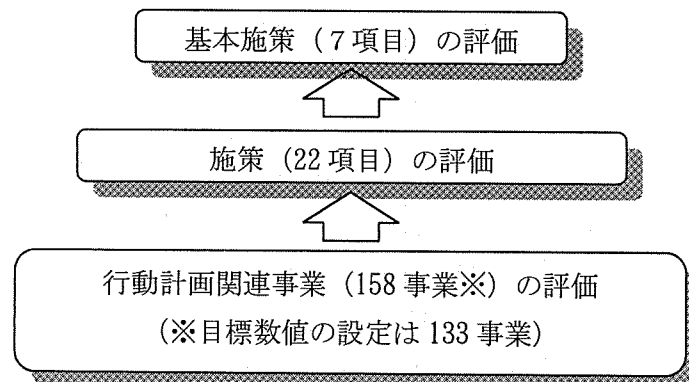 基本施策（7項目）の評価
施策（22項目）の評価
行動計画関連事業（158事業※）の評価
（※目標数値の設定は133事業）